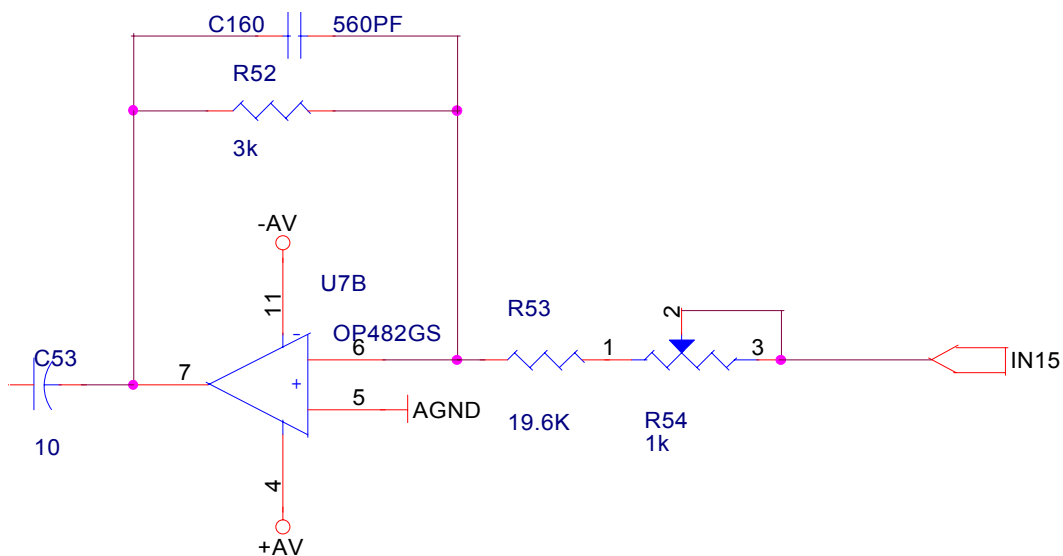 C160 560PF
R52
3k
-AV
11
U7B
OP482GS
-
+
6
5
7
4
+AV
AGND
C53
10
R53
19.6K
1
2
3
R54
1k
IN15